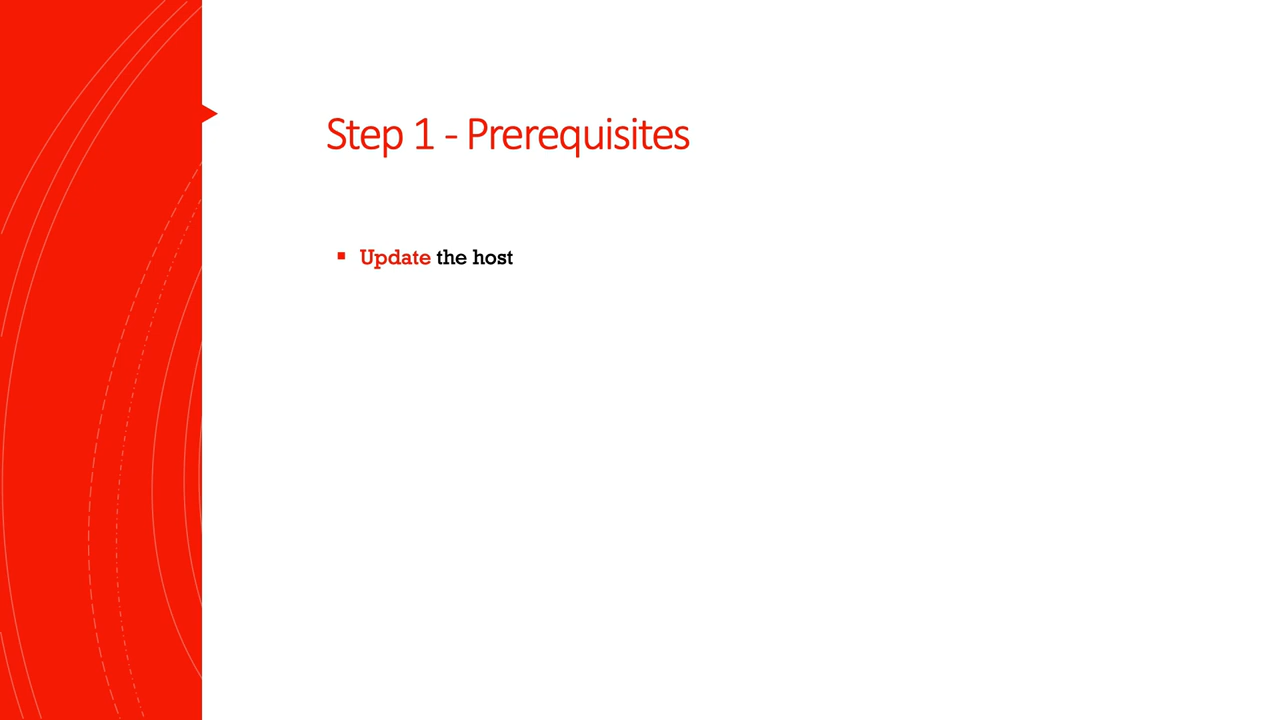 Step 1 - Prerequisites
▪ Update the host